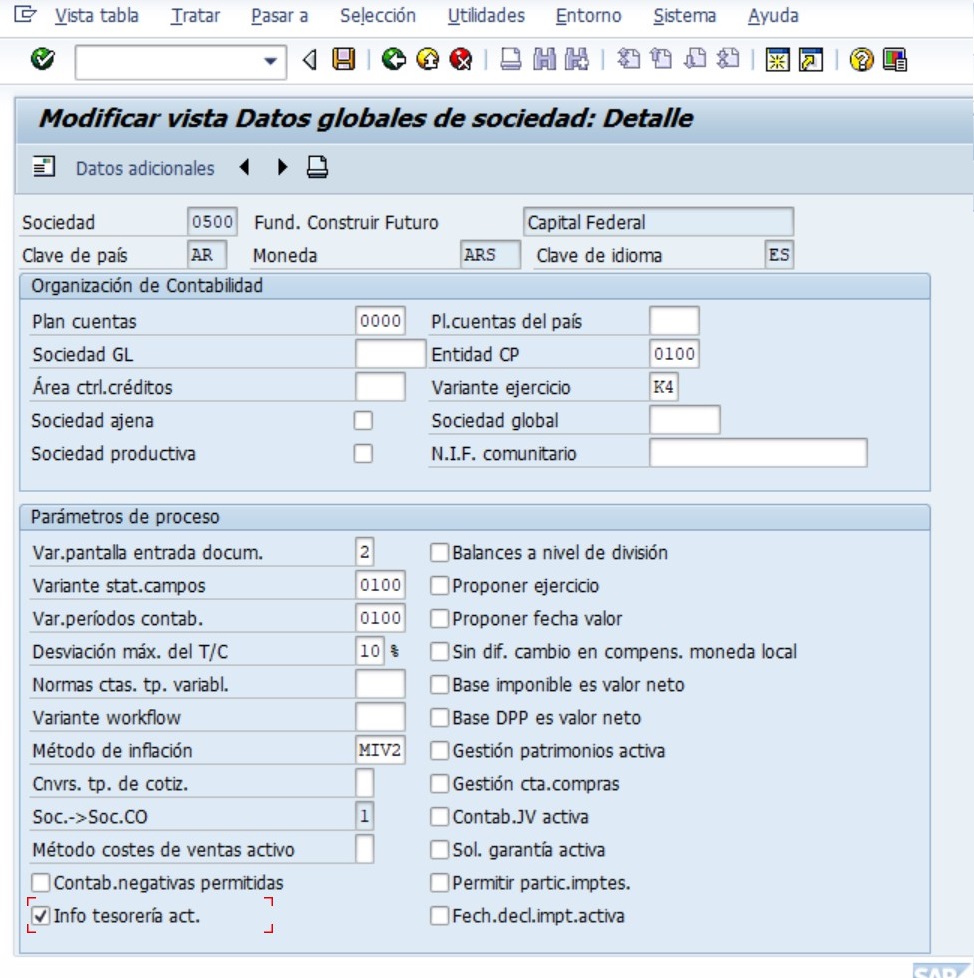 Vista tabla Tratar Pasar a Selección Utilidades Entorno Sistema Ayuda
Modificar vista Datos globales de sociedad: Detalle
Datos adicionales
Sociedad 0500 Fund. Construir Futuro Capital Federal
Clave de país AR Moneda ARS Clave de idioma ES
Organización de Contabilidad
Plan cuentas 0000 Pl.cuentas del país
Sociedad GL Entidad CP 0100
Área ctrl.créditos Variante ejercicio K4
Sociedad ajena Sociedad global
Sociedad productiva N.I.F. comunitario
Parámetros de proceso
Var.pantalla entrada docum. 2 Balances a nivel de división
Variante stat.campos 0100 Proponer ejercicio
Var.períodos contab. 0100 Proponer fecha valor
Desviación máx. del T/C 10 % Sin dif. cambio en compens. moneda local
Normas ctas. tp. variabl. Base imponible es valor neto
Variante workflow Base DPP es valor neto
Método de inflación MIV2 Gestión patrimonios activa
Cnvrs. tp. de cotiz. Gestión cta.compras
Soc.->Soc.CO 1 Contab.JV activa
Método costes de ventas activo Sol. garantía activa
Contab.negativas permitidas Permitir partic.imptes.
Info tesorería act. Fech.decl.impt.activa
SAP